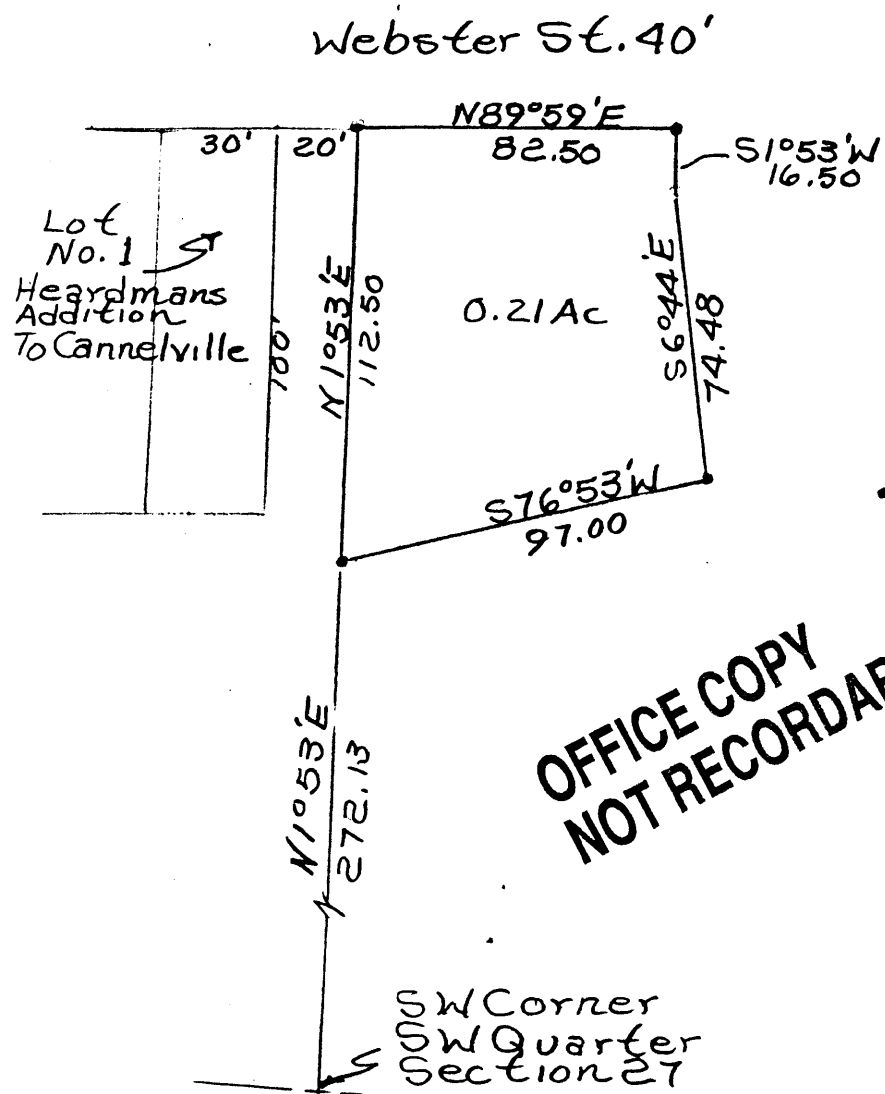 Webster St. 40'
N89°59'E
30' 20' 82.50
S1°53'W
16.50
Lot
No. 1
Heardmans
Addition
To Cannelville
100'
N1°53'E
112.50
0.21 Ac
S6°44'E
74.48
S76°53'W
97.00
OFFICE COPY
NOT RECORDAB
N1°53'E
272.13
SW Corner
SW Quarter
Section 27